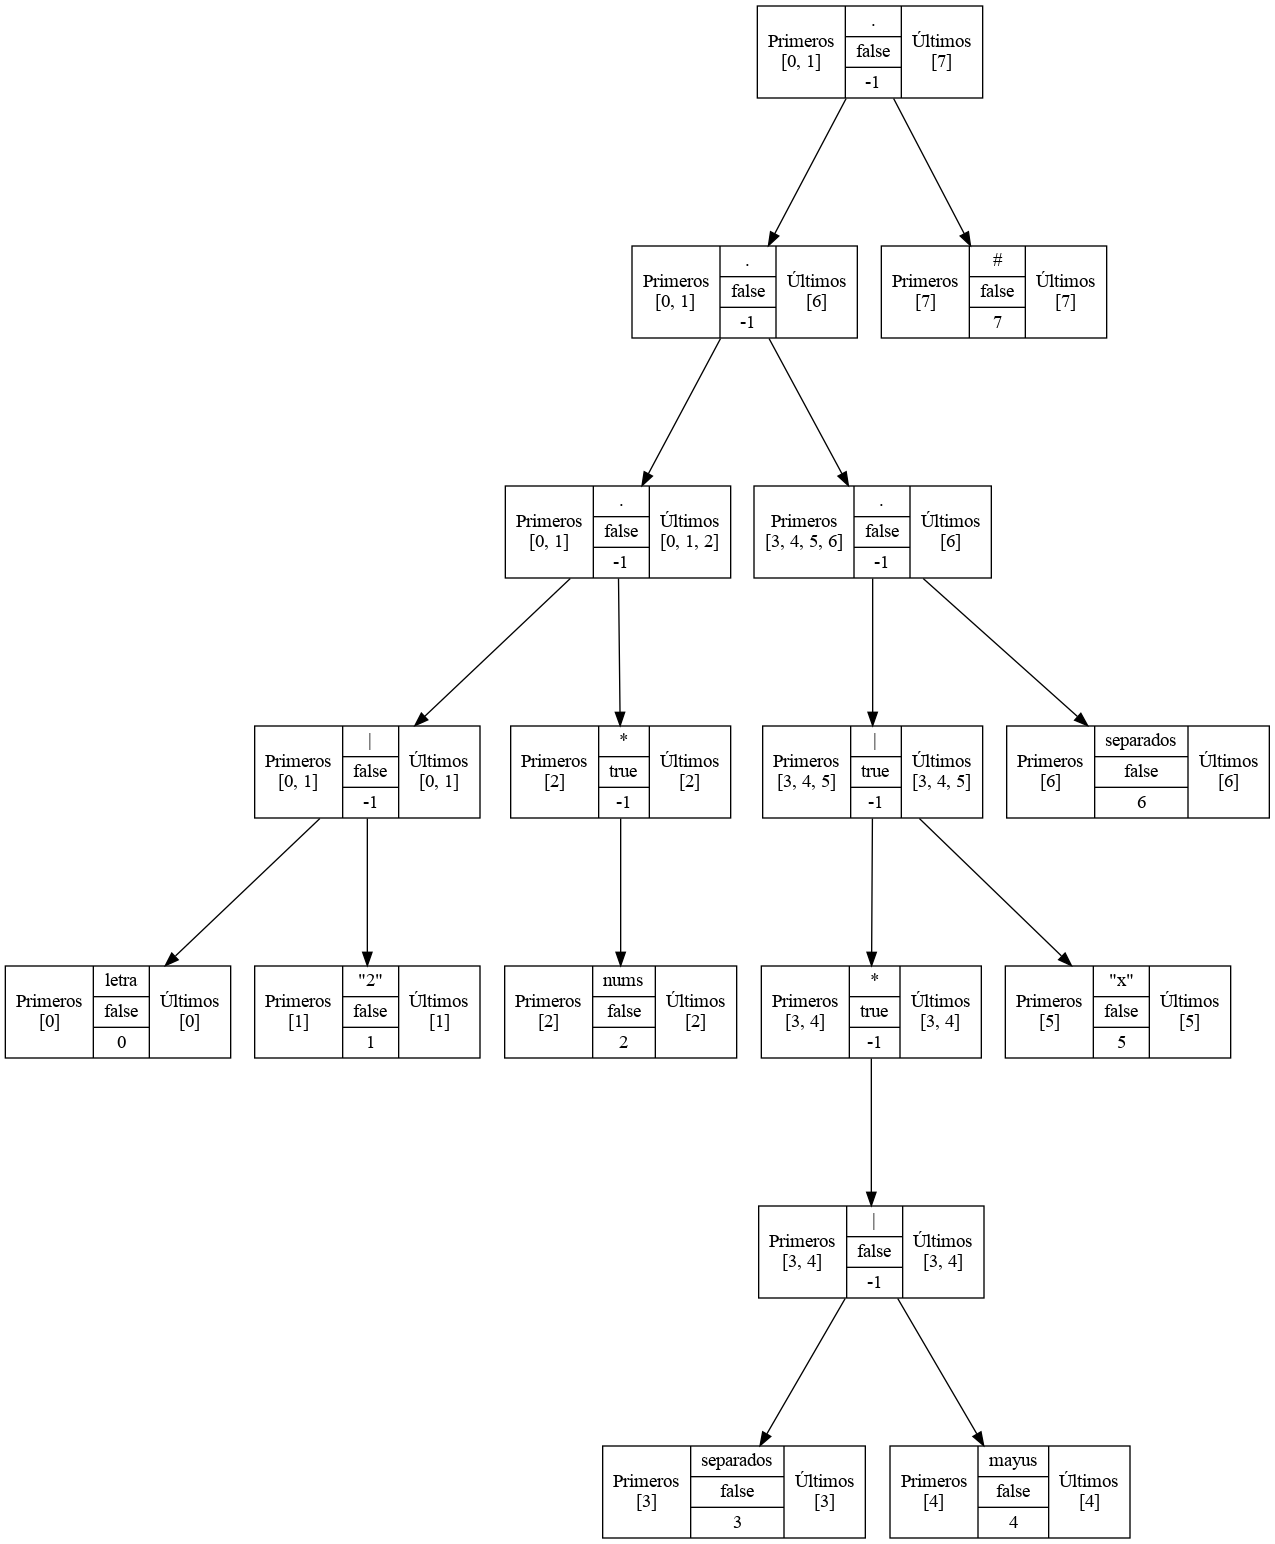 .
Primeros
[0, 1]
false
Últimos
[7]
-1
.
Primeros
[0, 1]
false
Últimos
[6]
-1
#
Primeros
[7]
false
Últimos
[7]
7
.
Primeros
[0, 1]
false
Últimos
[0, 1, 2]
-1
.
Primeros
[3, 4, 5, 6]
false
Últimos
[6]
-1
|
Primeros
[0, 1]
false
Últimos
[0, 1]
-1
*
Primeros
[2]
true
Últimos
[2]
-1
|
Primeros
[3, 4, 5]
true
Últimos
[3, 4, 5]
-1
separados
Primeros
[6]
false
Últimos
[6]
6
letra
Primeros
[0]
false
Últimos
[0]
0
"2"
Primeros
[1]
false
Últimos
[1]
1
nums
Primeros
[2]
false
Últimos
[2]
2
*
Primeros
[3, 4]
true
Últimos
[3, 4]
-1
"x"
Primeros
[5]
false
Últimos
[5]
5
|
Primeros
[3, 4]
false
Últimos
[3, 4]
-1
separados
Primeros
[3]
false
Últimos
[3]
3
mayus
Primeros
[4]
false
Últimos
[4]
4